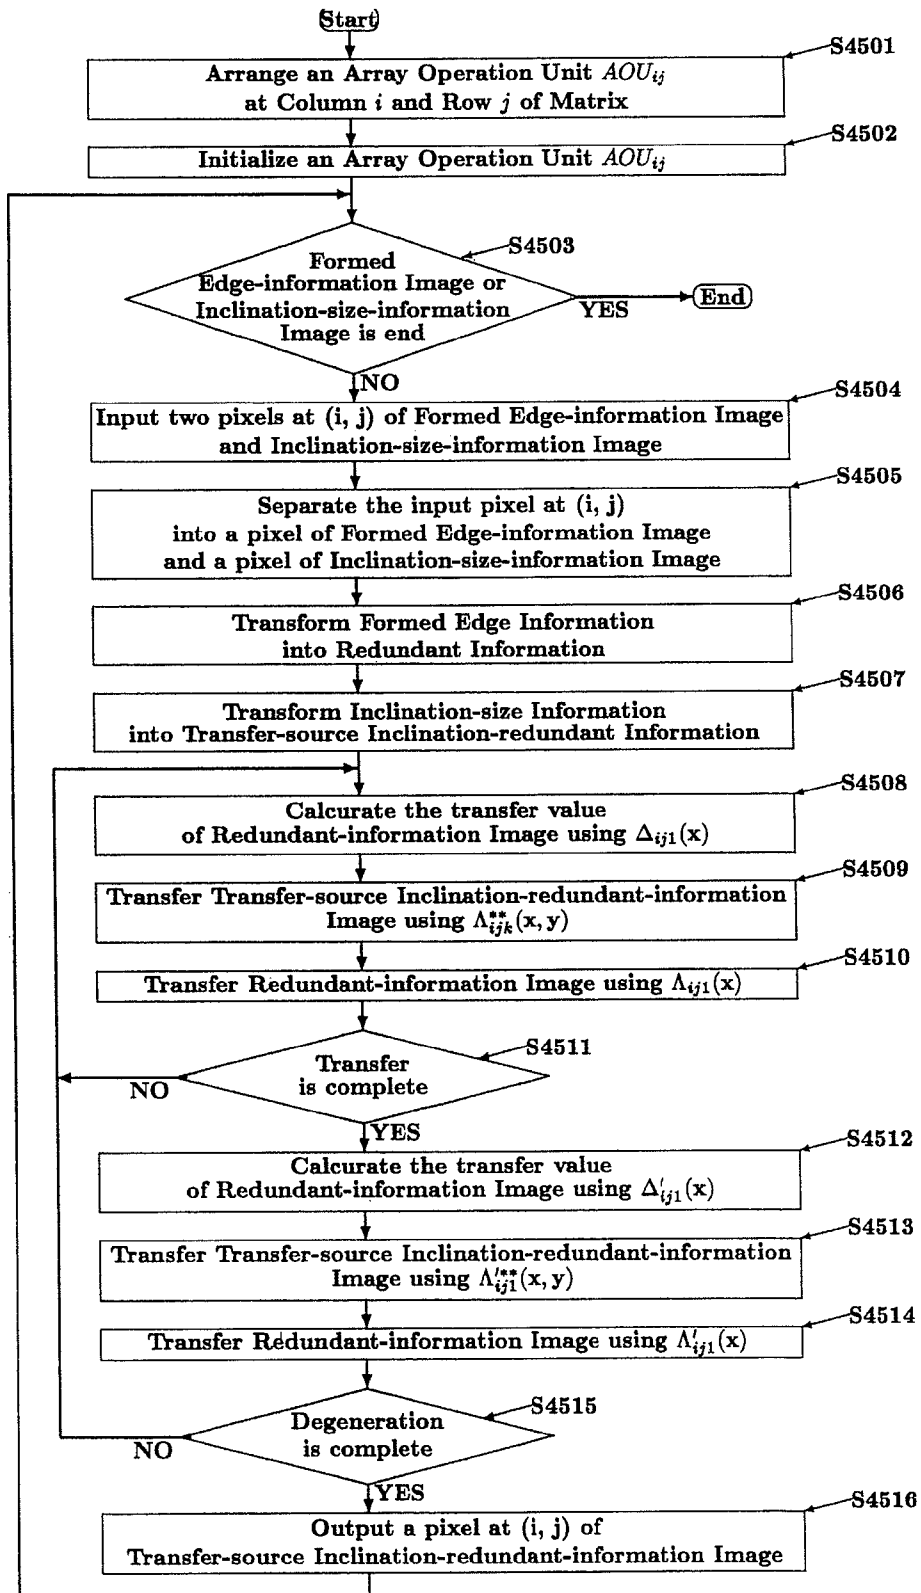 Start
S4501
Arrange an Array Operation Unit AOU_ij
at Column i and Row j of Matrix
S4502
Initialize an Array Operation Unit AOU_ij
S4503
Formed
Edge-information Image or
Inclination-size-information
Image is end
YES
End
NO
S4504
Input two pixels at (i, j) of Formed Edge-information Image
and Inclination-size-information Image
S4505
Separate the input pixel at (i, j)
into a pixel of Formed Edge-information Image
and a pixel of Inclination-size-information Image
S4506
Transform Formed Edge Information
into Redundant Information
S4507
Transform Inclination-size Information
into Transfer-source Inclination-redundant Information
S4508
Calcurate the transfer value
of Redundant-information Image using Δ_ij1(x)
S4509
Transfer Transfer-source Inclination-redundant-information
Image using Λ**_ijk(x, y)
S4510
Transfer Redundant-information Image using Λ_ij1(x)
S4511
Transfer
is complete
NO
YES
S4512
Calcurate the transfer value
of Redundant-information Image using Δ′_ij1(x)
S4513
Transfer Transfer-source Inclination-redundant-information
Image using Λ′**_ij1(x, y)
S4514
Transfer Redundant-information Image using Λ′_ij1(x)
S4515
Degeneration
is complete
NO
YES
S4516
Output a pixel at (i, j) of
Transfer-source Inclination-redundant-information Image